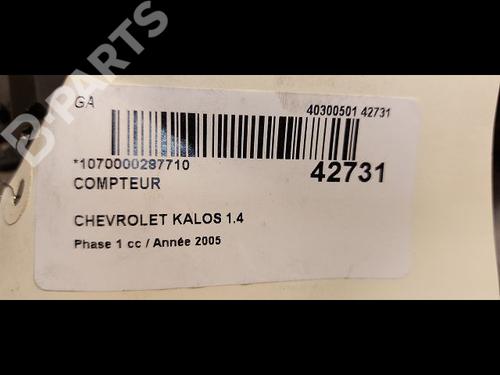 B-PARTS
GA
40300501 42731
*1070000287710
42731
COMPTEUR
CHEVROLET KALOS 1.4
Phase 1 cc / Année 2005